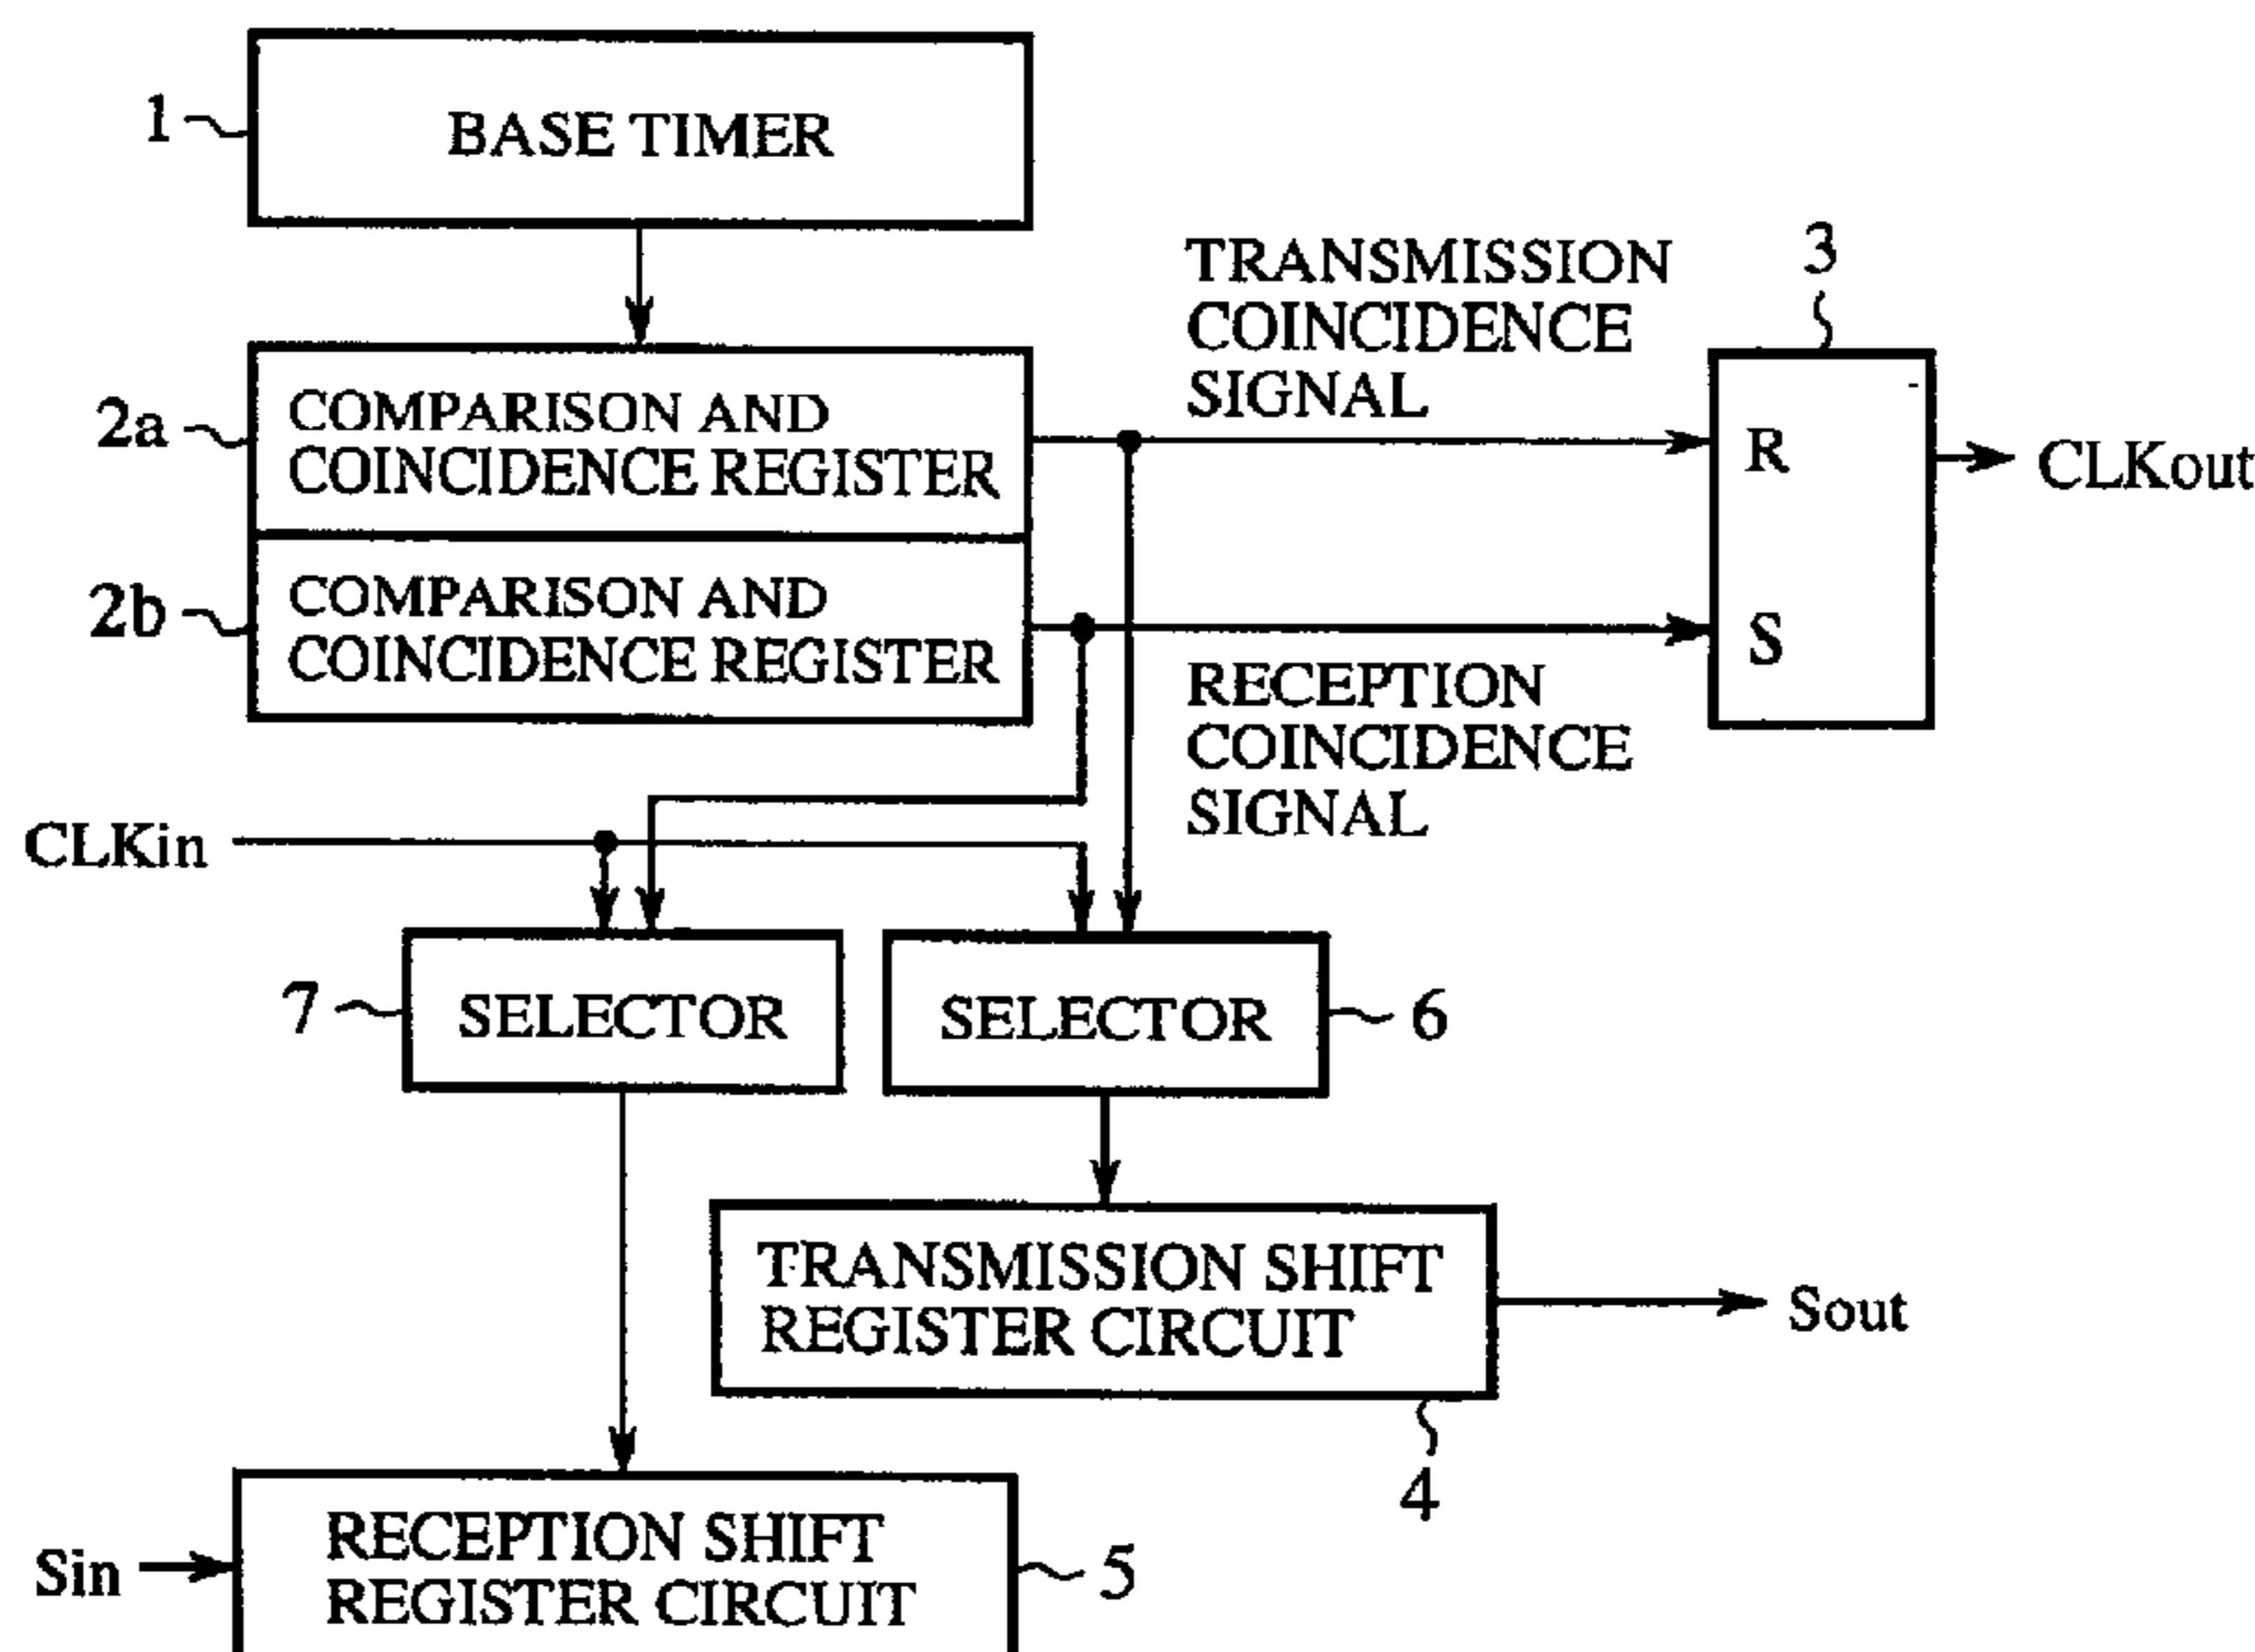 1
BASE TIMER
TRANSMISSION
COINCIDENCE
SIGNAL
3
2a
COMPARISON AND
COINCIDENCE REGISTER
R
CLKout
2b
COMPARISON AND
COINCIDENCE REGISTER
S
RECEPTION
COINCIDENCE
SIGNAL
CLKin
7
SELECTOR
SELECTOR
6
TRANSMISSION SHIFT
REGISTER CIRCUIT
Sout
4
Sin
RECEPTION SHIFT
REGISTER CIRCUIT
5